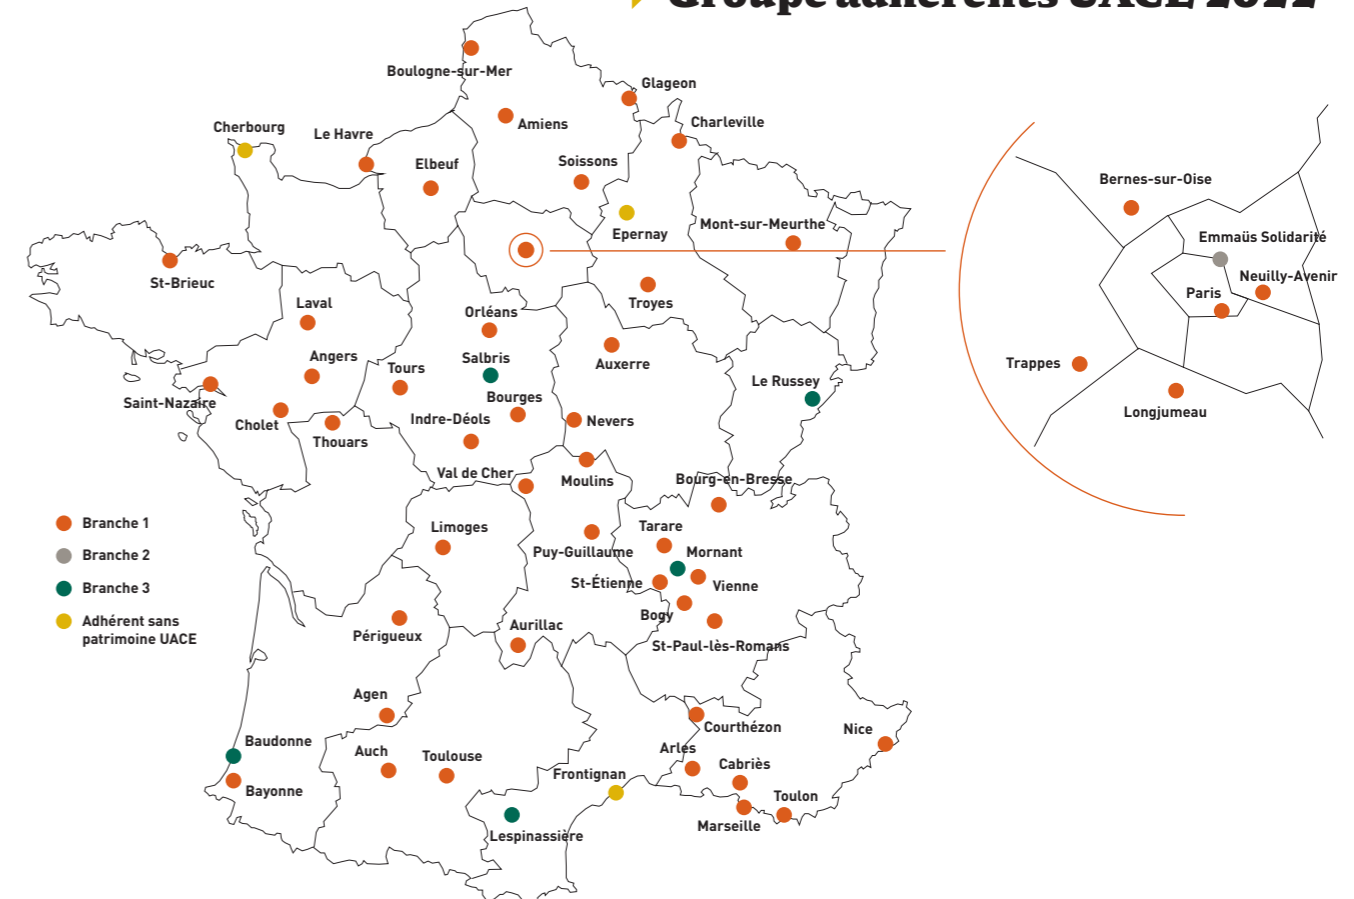 Groupe adhérents UACE 2022
Boulogne-sur-Mer
Glageon
Amiens
Charleville
Cherbourg
Le Havre
Elbeuf
Soissons
Epernay
Mont-sur-Meurthe
St-Brieuc
Laval
Orléans
Troyes
Angers
Tours
Salbris
Auxerre
Le Russey
Saint-Nazaire
Cholet
Thouars
Bourges
Indre-Déols
Nevers
Val de Cher
Moulins
Bourg-en-Bresse
Limoges
Puy-Guillaume
Tarare
Mornant
St-Étienne
Vienne
Bogy
St-Paul-lès-Romans
Périgueux
Aurillac
Agen
Courthézon
Nice
Baudonne
Bayonne
Auch
Toulouse
Frontignan
Arles
Cabriès
Toulon
Marseille
Lespinassière
Bernes-sur-Oise
Emmaüs Solidarité
Neuilly-Avenir
Paris
Trappes
Longjumeau
Branche 1
Branche 2
Branche 3
Adhérent sans
patrimoine UACE